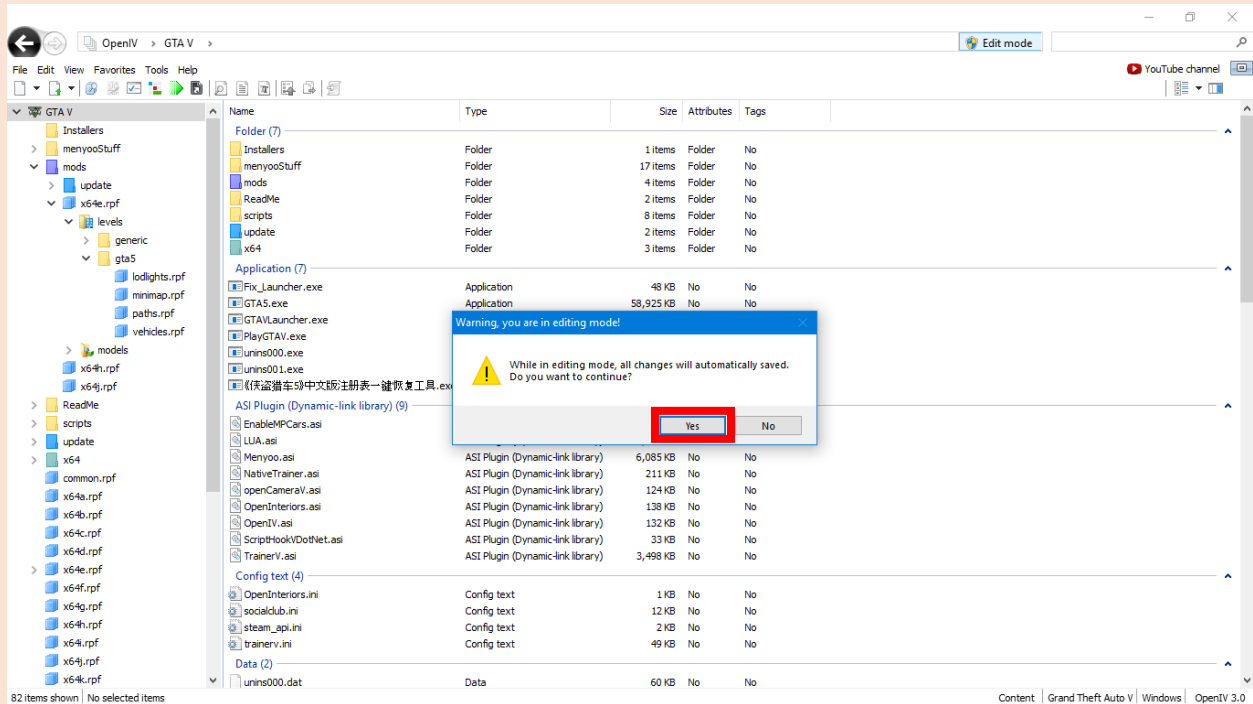 OpenIV > GTA V >
Edit mode
File Edit View Favorites Tools Help
YouTube channel
GTA V
Installers
menyooStuff
mods
update
x64e.rpf
levels
generic
gta5
lodlights.rpf
minimap.rpf
paths.rpf
vehicles.rpf
models
x64h.rpf
x64j.rpf
ReadMe
scripts
update
x64
common.rpf
x64a.rpf
x64b.rpf
x64c.rpf
x64d.rpf
x64e.rpf
x64f.rpf
x64g.rpf
x64h.rpf
x64i.rpf
x64j.rpf
x64k.rpf
Name Type Size Attributes Tags
Folder (7)
Installers Folder 1 items Folder No
menyooStuff Folder 17 items Folder No
mods Folder 4 items Folder No
ReadMe Folder 2 items Folder No
scripts Folder 8 items Folder No
update Folder 2 items Folder No
x64 Folder 3 items Folder No
Application (7)
Fix_Launcher.exe Application 48 KB No No
GTA5.exe Application 58,925 KB No No
GTAVLauncher.exe
PlayGTAV.exe
unins000.exe
unins001.exe
《侠盗猎车5》中文版注册表一键恢复工具.ex
Warning, you are in editing mode!
While in editing mode, all changes will automatically saved.
Do you want to continue?
Yes No
ASI Plugin (Dynamic-link library) (9)
EnableMPCars.asi
LUA.asi
Menyoo.asi ASI Plugin (Dynamic-link library) 6,085 KB No No
NativeTrainer.asi ASI Plugin (Dynamic-link library) 211 KB No No
openCameraV.asi ASI Plugin (Dynamic-link library) 124 KB No No
OpenInteriors.asi ASI Plugin (Dynamic-link library) 138 KB No No
OpenIV.asi ASI Plugin (Dynamic-link library) 132 KB No No
ScriptHookVDotNet.asi ASI Plugin (Dynamic-link library) 33 KB No No
TrainerV.asi ASI Plugin (Dynamic-link library) 3,498 KB No No
Config text (4)
OpenInteriors.ini Config text 1 KB No No
socialclub.ini Config text 12 KB No No
steam_api.ini Config text 2 KB No No
trainerv.ini Config text 49 KB No No
Data (2)
unins000.dat Data 60 KB No No
82 items shown No selected items
Content Grand Theft Auto V Windows OpenIV 3.0